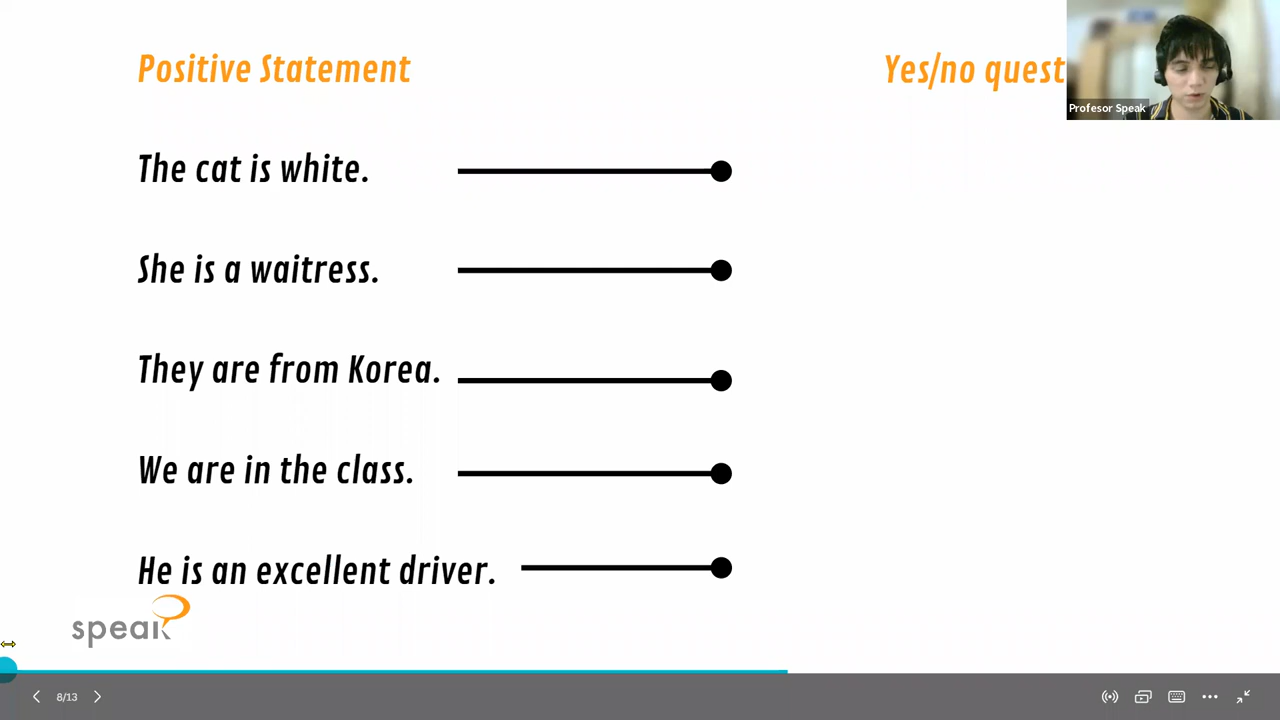 Positive Statement
Yes/no quest
Profesor Speak
The cat is white.
She is a waitress.
They are from Korea.
We are in the class.
He is an excellent driver.
speak
8/13